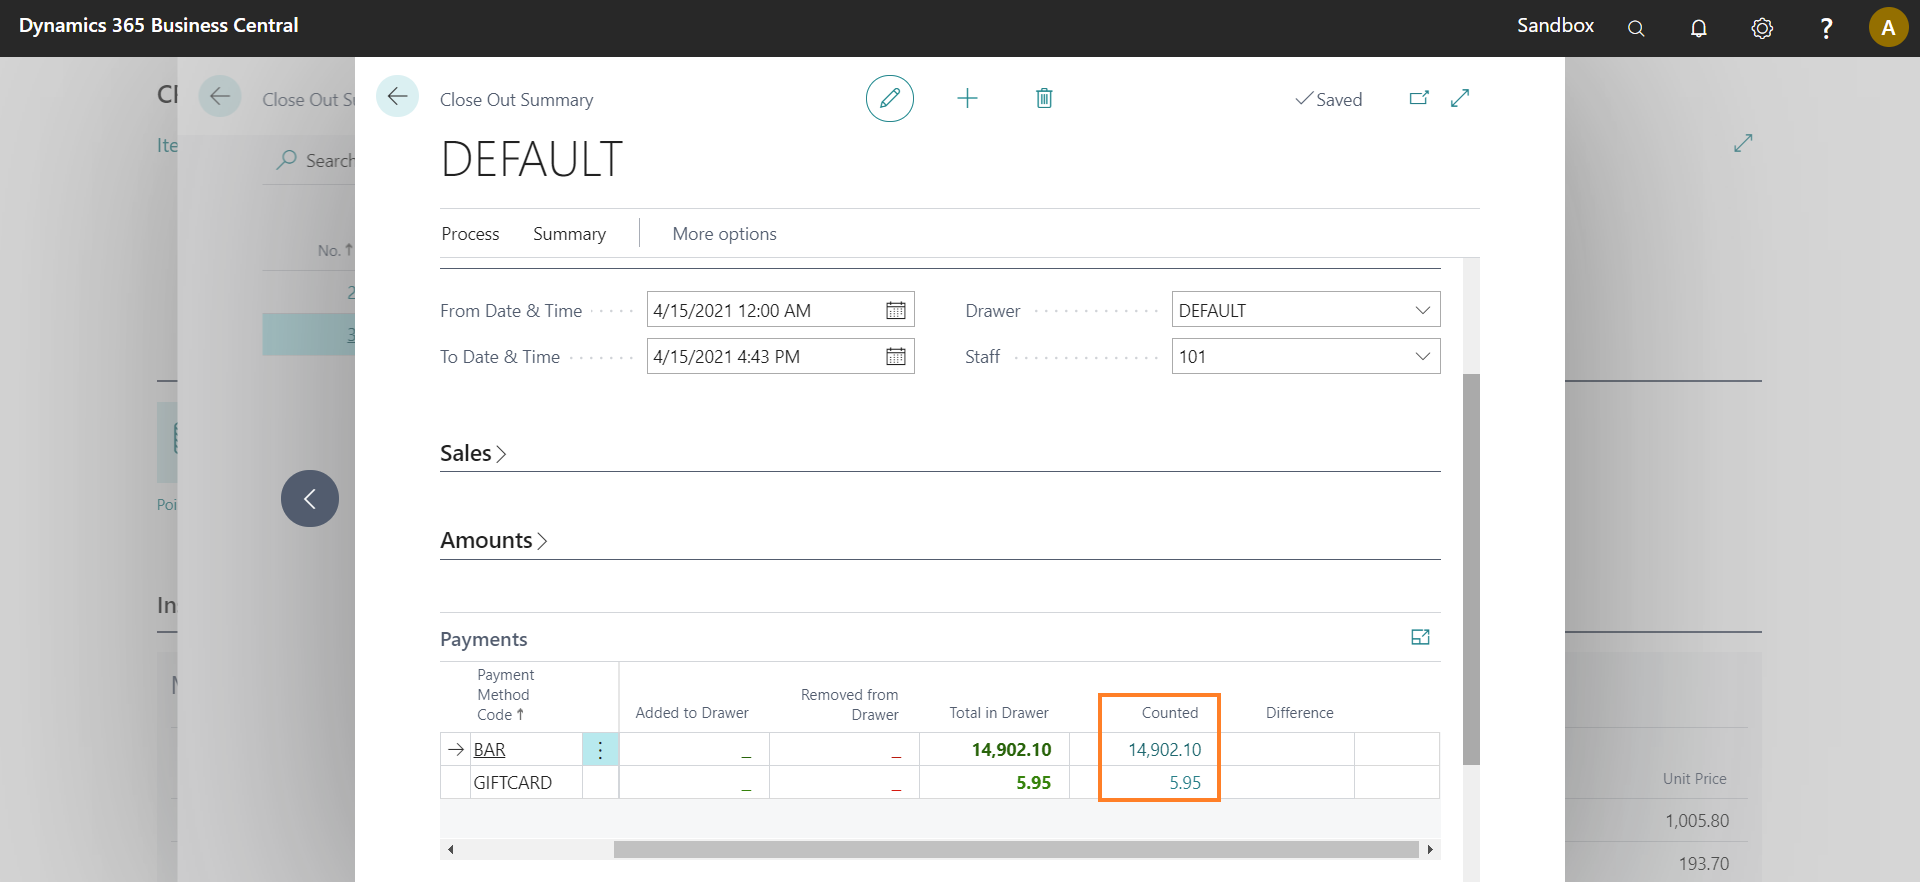 Dynamics 365 Business Central
Sandbox
A
Close Out Summary
Saved
DEFAULT
Process Summary More options
From Date & Time 4/15/2021 12:00 AM Drawer DEFAULT
To Date & Time 4/15/2021 4:43 PM Staff 101
Sales
Amounts
Payments
Payment
Method
Code
Added to Drawer
Removed from
Drawer
Total in Drawer
Counted
Difference
BAR _ _ 14,902.10 14,902.10
GIFTCARD _ _ 5.95 5.95
Close Out
Search
No.
2
3
Unit Price
1,005.80
193.70